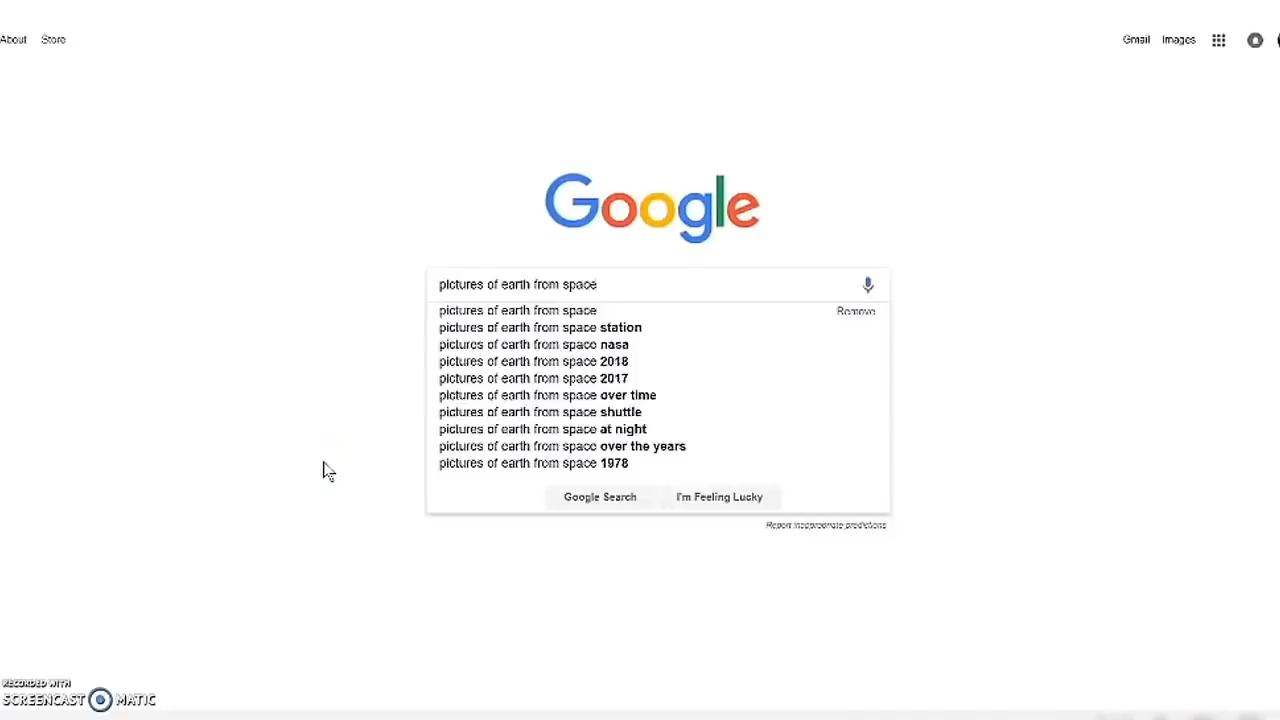 About Store
Gmail Images
Google
pictures of earth from space
pictures of earth from space
Remove
pictures of earth from space station
pictures of earth from space nasa
pictures of earth from space 2018
pictures of earth from space 2017
pictures of earth from space over time
pictures of earth from space shuttle
pictures of earth from space at night
pictures of earth from space over the years
pictures of earth from space 1978
Google Search I'm Feeling Lucky
Report inappropriate predictions
RECORDED WITH
SCREENCAST MATIC